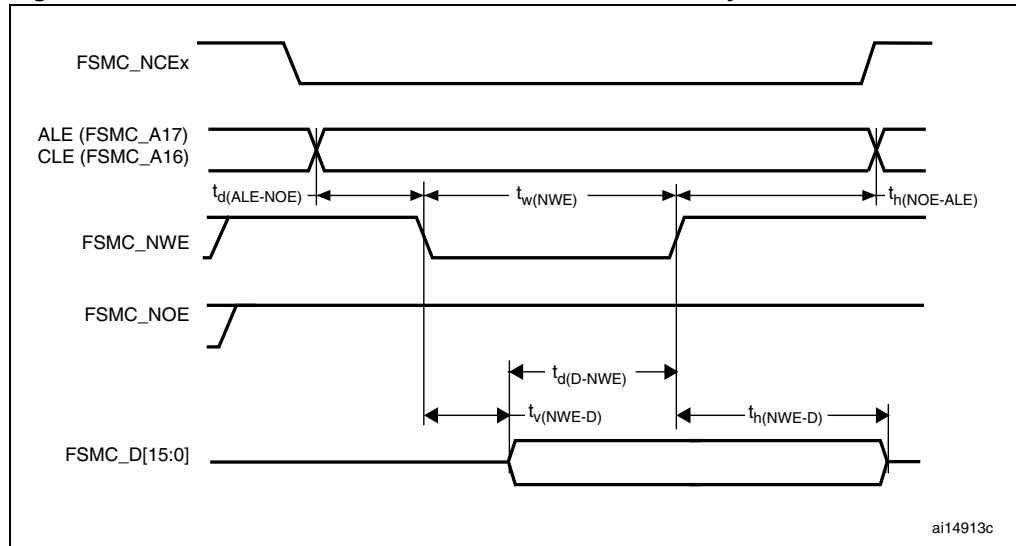 FSMC_NCEx
ALE (FSMC_A17)
CLE (FSMC_A16)
td(ALE-NOE)
tw(NWE)
th(NOE-ALE)
FSMC_NWE
FSMC_NOE
td(D-NWE)
tv(NWE-D)
th(NWE-D)
FSMC_D[15:0]
ai14913c